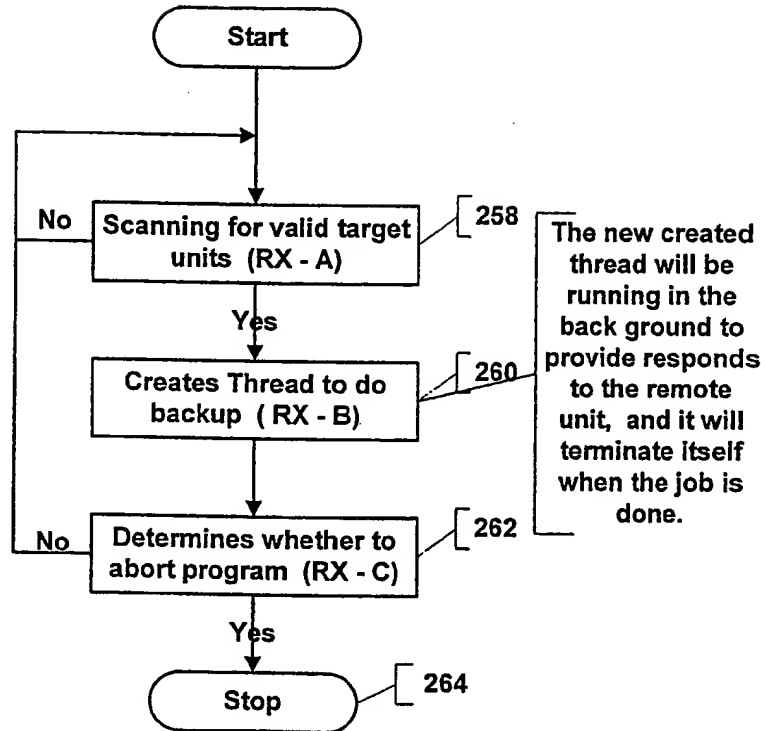 Start
No
Scanning for valid target
units (RX - A)
258
Yes
Creates Thread to do
backup ( RX - B)
260
The new created
thread will be
running in the
back ground to
provide responds
to the remote
unit, and it will
terminate itself
when the job is
done.
No
Determines whether to
abort program (RX - C)
262
Yes
Stop
264